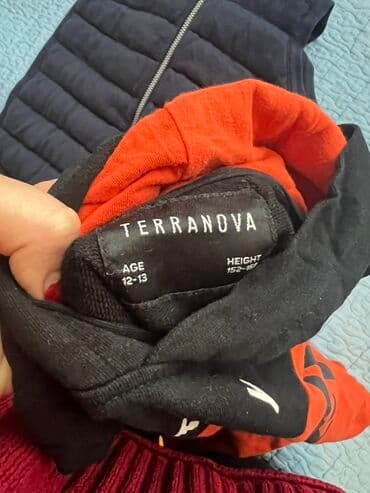 TERRANOVA
AGE
12-13
HEIGHT